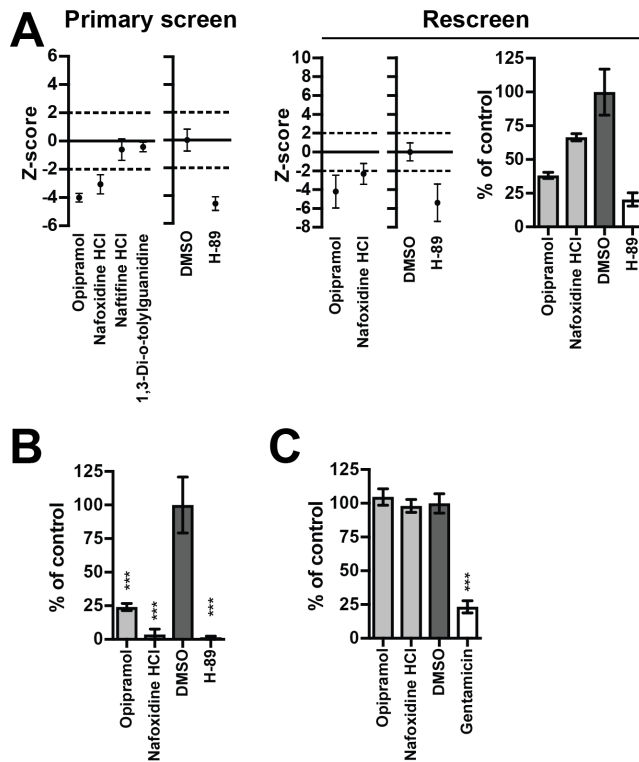 A
Primary screen
Rescreen
Z-score
6
4
2
0
-2
-4
-6
Opipramol
Nafoxidine HCl
Naftifine HCl
1,3-Di-o-tolylguanidine
DMSO
H-89
Z-score
10
8
6
4
2
0
-2
-4
-6
-8
Opipramol
Nafoxidine HCl
DMSO
H-89
% of control
125
100
75
50
25
0
Opipramol
Nafoxidine HCl
DMSO
H-89
B
% of control
125
100
75
50
25
0
***
***
***
Opipramol
Nafoxidine HCl
DMSO
H-89
C
% of control
125
100
75
50
25
0
***
Opipramol
Nafoxidine HCl
DMSO
Gentamicin